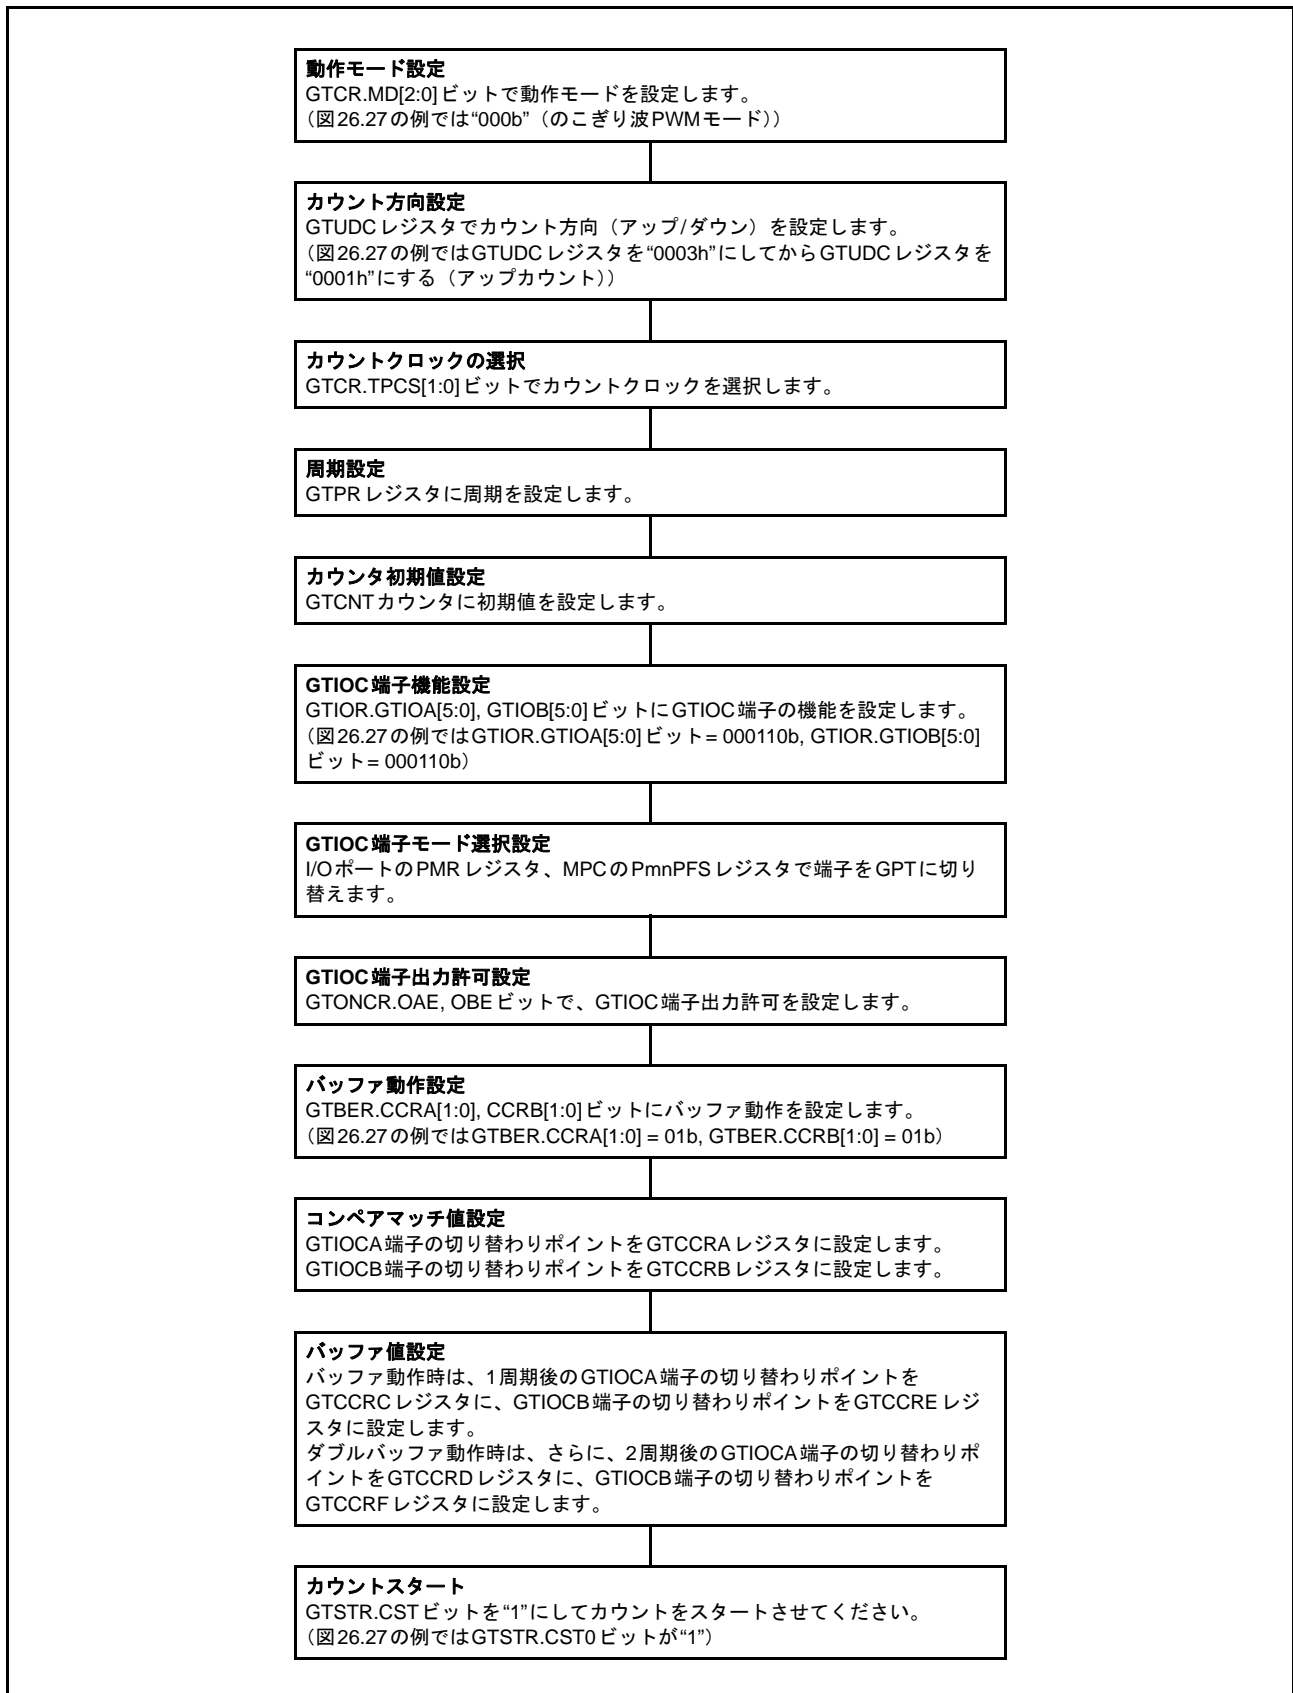 動作モード設定
GTCR.MD[2:0]ビットで動作モードを設定します。
（図26.27の例では“000b”（のこぎり波PWMモード））
カウント方向設定
GTUDCレジスタでカウント方向（アップ/ダウン）を設定します。
（図26.27の例ではGTUDCレジスタを“0003h”にしてからGTUDCレジスタを
“0001h”にする（アップカウント））
カウントクロックの選択
GTCR.TPCS[1:0]ビットでカウントクロックを選択します。
周期設定
GTPRレジスタに周期を設定します。
カウンタ初期値設定
GTCNTカウンタに初期値を設定します。
GTIOC端子機能設定
GTIOR.GTIOA[5:0], GTIOB[5:0]ビットにGTIOC端子の機能を設定します。
（図26.27の例ではGTIOR.GTIOA[5:0]ビット= 000110b, GTIOR.GTIOB[5:0]
ビット= 000110b）
GTIOC端子モード選択設定
I/OポートのPMRレジスタ、MPCのPmnPFSレジスタで端子をGPTに切り
替えます。
GTIOC端子出力許可設定
GTONCR.OAE, OBEビットで、GTIOC端子出力許可を設定します。
バッファ動作設定
GTBER.CCRA[1:0], CCRB[1:0]ビットにバッファ動作を設定します。
（図26.27の例ではGTBER.CCRA[1:0] = 01b, GTBER.CCRB[1:0] = 01b）
コンペアマッチ値設定
GTIOCA端子の切り替わりポイントをGTCCRAレジスタに設定します。
GTIOCB端子の切り替わりポイントをGTCCRBレジスタに設定します。
バッファ値設定
バッファ動作時は、1周期後のGTIOCA端子の切り替わりポイントを
GTCCRCレジスタに、GTIOCB端子の切り替わりポイントをGTCCREレジ
スタに設定します。
ダブルバッファ動作時は、さらに、2周期後のGTIOCA端子の切り替わりポ
イントをGTCCRDレジスタに、GTIOCB端子の切り替わりポイントを
GTCCRFレジスタに設定します。
カウントスタート
GTSTR.CSTビットを“1”にしてカウントをスタートさせてください。
（図26.27の例ではGTSTR.CST0ビットが“1”）